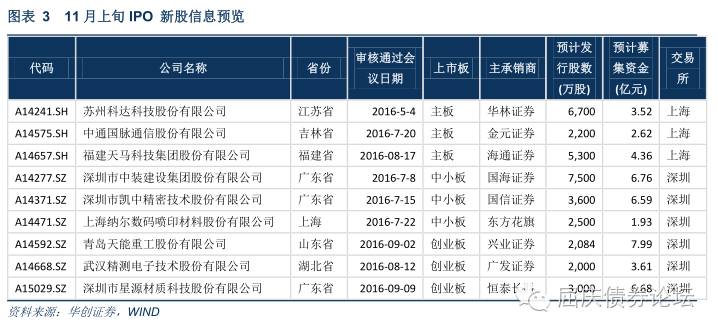 图表 3 11 月上旬 IPO 新股信息预览
代码 公司名称 省份 审核通过会议日期 上市板 主承销商 预计发行股数(万股) 预计募集资金(亿元) 交易所
A14241.SH 苏州科达科技股份有限公司 江苏省 2016-5-4 主板 华林证券 6,700 3.52 上海
A14575.SH 中通国脉通信股份有限公司 吉林省 2016-7-20 主板 金元证券 2,200 2.62 上海
A14657.SH 福建天马科技集团股份有限公司 福建省 2016-08-17 主板 海通证券 5,300 4.36 上海
A14277.SZ 深圳市中装建设集团股份有限公司 广东省 2016-7-8 中小板 国海证券 7,500 6.76 深圳
A14371.SZ 深圳市凯中精密技术股份有限公司 广东省 2016-7-15 中小板 国信证券 3,600 6.59 深圳
A14471.SZ 上海纳尔数码喷印材料股份有限公司 上海 2016-7-22 中小板 东方花旗 2,500 1.93 深圳
A14592.SZ 青岛天能重工股份有限公司 山东省 2016-09-02 创业板 兴业证券 2,084 7.99 深圳
A14668.SZ 武汉精测电子技术股份有限公司 湖北省 2016-08-12 创业板 广发证券 2,000 3.61 深圳
A15029.SZ 深圳市星源材质科技股份有限公司 广东省 2016-09-09 创业板 恒泰长 3,000 6.68 深圳
资料来源：华创证券，WIND
屈庆债券论坛